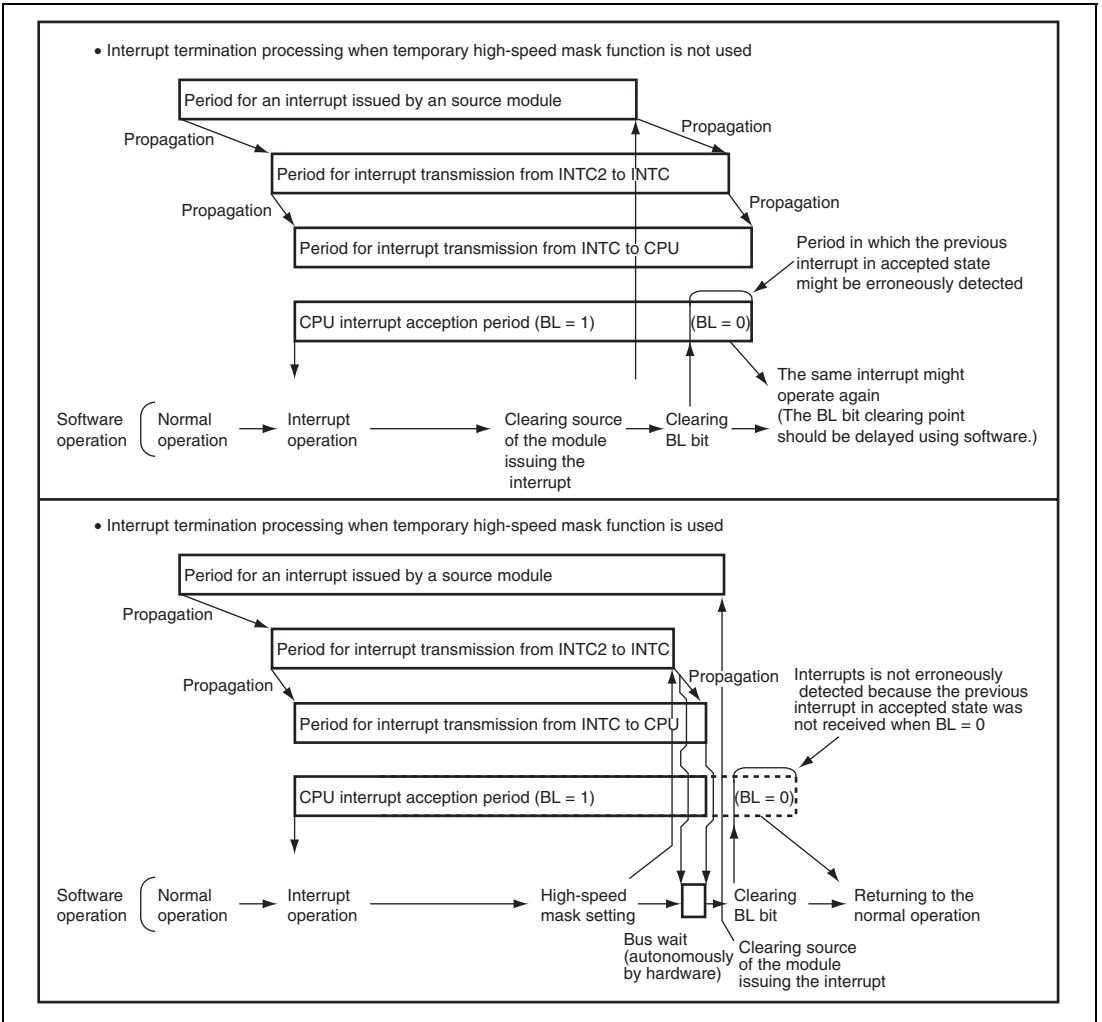 • Interrupt termination processing when temporary high-speed mask function is not used
Period for an interrupt issued by an source module
Propagation
Propagation
Period for interrupt transmission from INTC2 to INTC
Propagation
Propagation
Period for interrupt transmission from INTC to CPU
Period in which the previous
interrupt in accepted state
might be erroneously detected
CPU interrupt acception period (BL = 1)
(BL = 0)
The same interrupt might
operate again
(The BL bit clearing point
should be delayed using software.)
Software
operation
Normal
operation
Interrupt
operation
Clearing source
of the module
issuing the
interrupt
Clearing
BL bit
• Interrupt termination processing when temporary high-speed mask function is used
Period for an interrupt issued by a source module
Propagation
Period for interrupt transmission from INTC2 to INTC
Propagation
Propagation
Interrupts is not erroneously
detected because the previous
interrupt in accepted state was
not received when BL = 0
Period for interrupt transmission from INTC to CPU
CPU interrupt acception period (BL = 1)
(BL = 0)
Software
operation
Normal
operation
Interrupt
operation
High-speed
mask setting
Clearing
BL bit
Returning to the
normal operation
Bus wait
(autonomously
by hardware)
Clearing source
of the module
issuing the interrupt